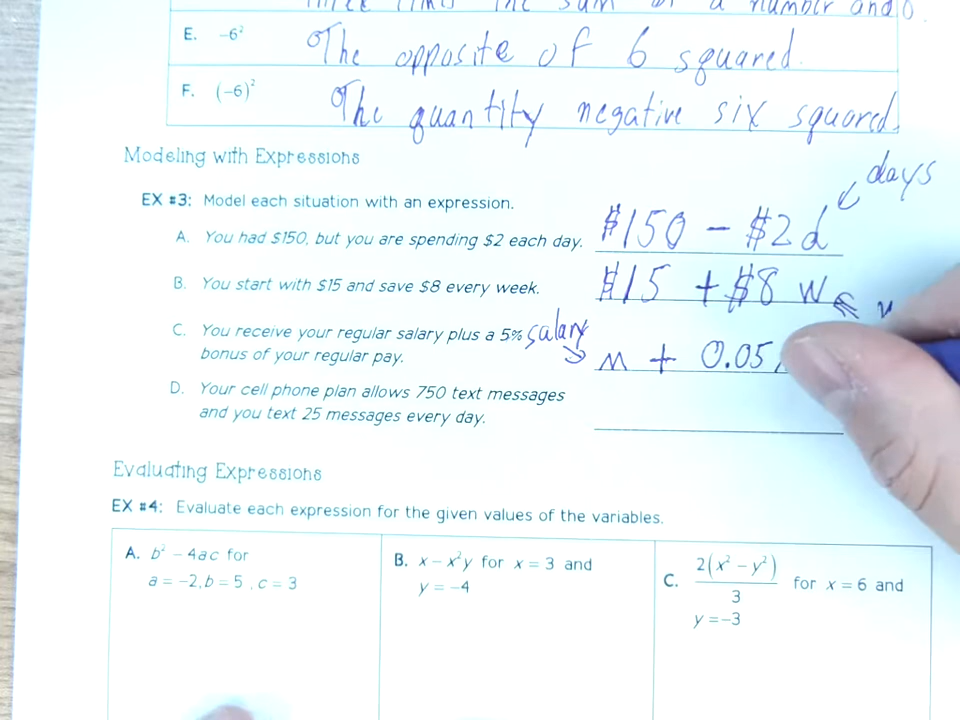 a number and
E. -6² The opposite of 6 squared.
F. (-6)² The quantity negative six squared.
Modeling with Expressions
days
EX #3: Model each situation with an expression.
A. You had $150, but you are spending $2 each day. $150 - $2d
B. You start with $15 and save $8 every week. $15 + $8 w
C. You receive your regular salary plus a 5% salary
bonus of your regular pay. m + 0.05
D. Your cell phone plan allows 750 text messages
and you text 25 messages every day.
Evaluating Expressions
EX #4: Evaluate each expression for the given values of the variables.
A. b² - 4ac for
a = -2, b = 5, c = 3
B. x - x²y for x = 3 and
y = -4
C. 2(x² - y²) / 3 for x = 6 and
y = -3